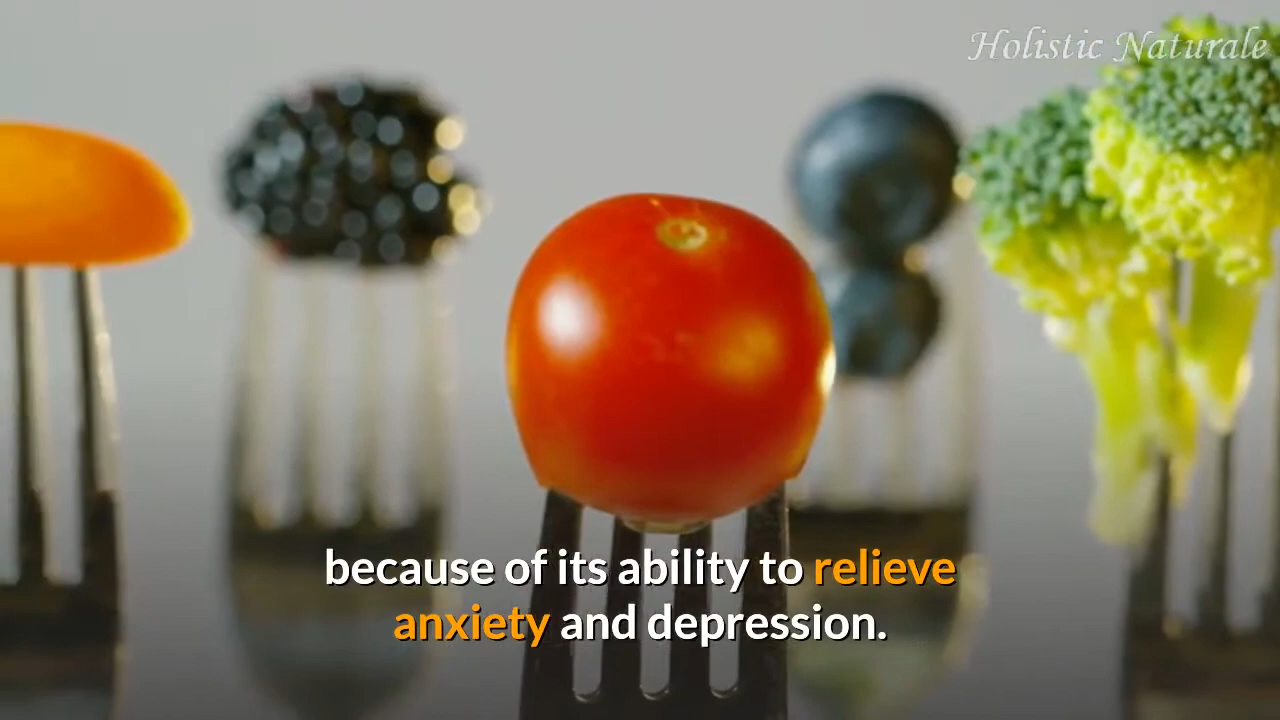 Holistic Naturale
because of its ability to relieve
anxiety and depression.